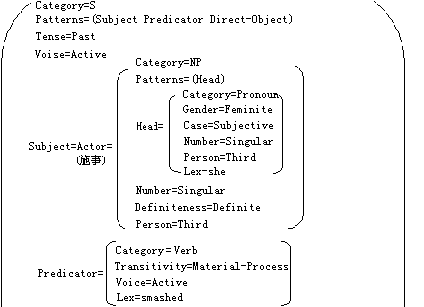 Category=S
Patterns=(Subject Predicator Direct-Object)
Tense=Past
Voise=Active
Category=NP
Patterns=(Head)
Category=Pronoun
Gender=Feminite
Head=
Case=Subjective
Number=Singular
Subject=Actor=
Person=Third
(施事)
Lex-she
Number=Singular
Definiteness=Definite
Person=Third
Category=Verb
Transitivity=Material-Process
Predicator=
Voice=Active
Lex=smashed